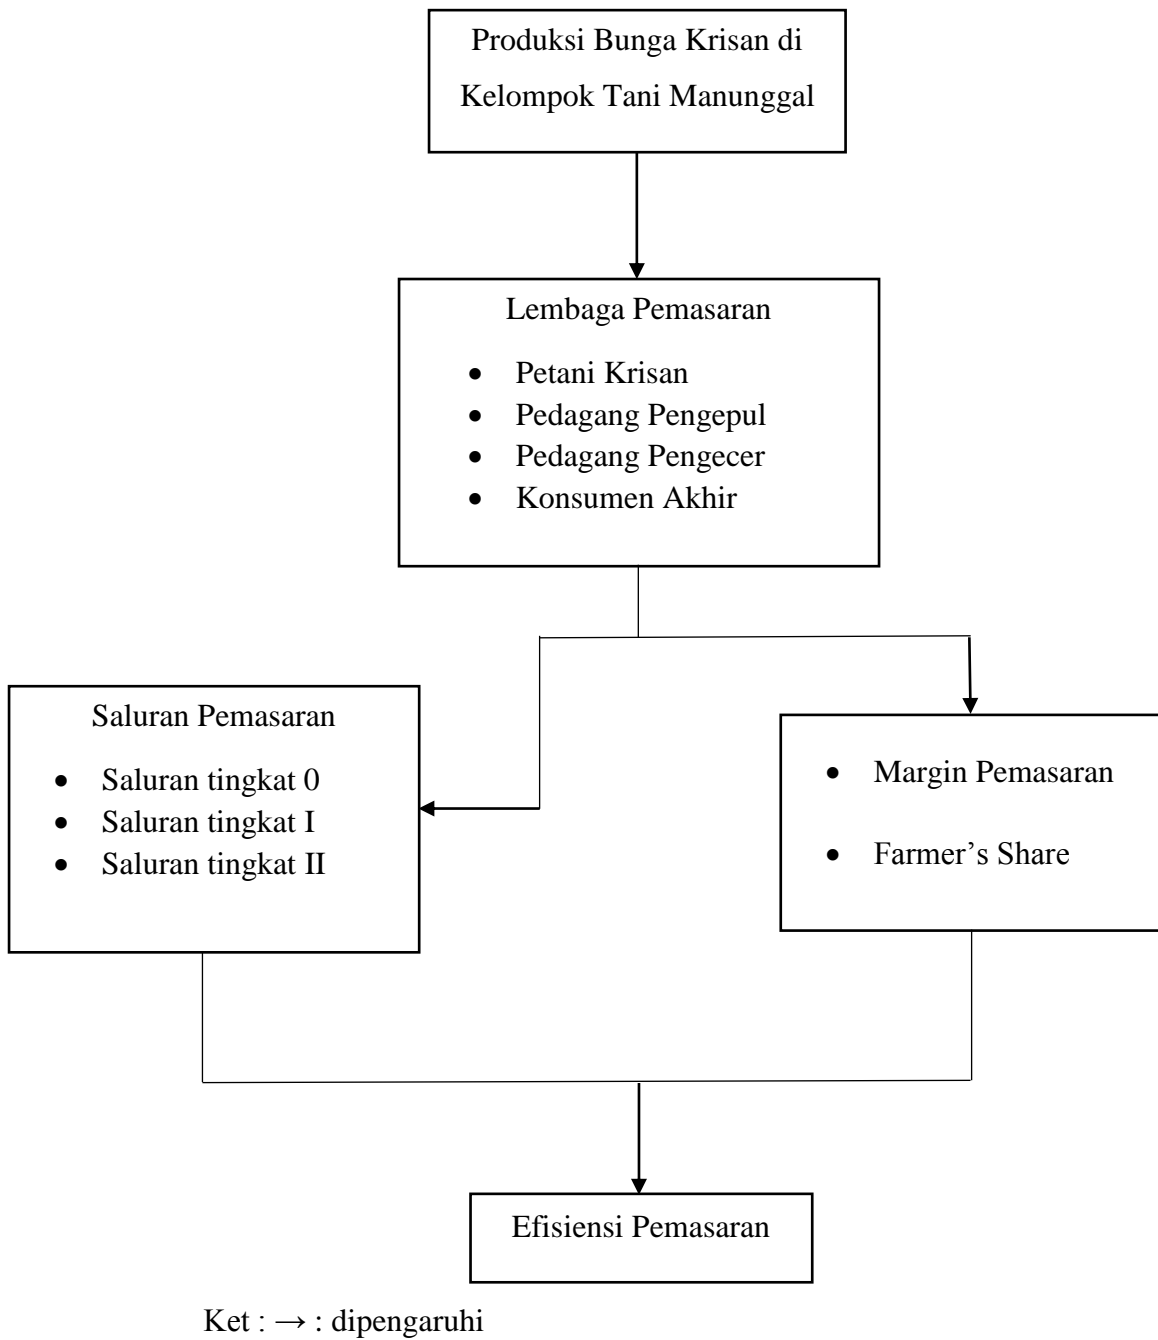 Produksi Bunga Krisan di
Kelompok Tani Manunggal
Lembaga Pemasaran
• Petani Krisan
• Pedagang Pengepul
• Pedagang Pengecer
• Konsumen Akhir
Saluran Pemasaran
• Saluran tingkat 0
• Saluran tingkat I
• Saluran tingkat II
• Margin Pemasaran
• Farmer’s Share
Efisiensi Pemasaran
Ket : → : dipengaruhi